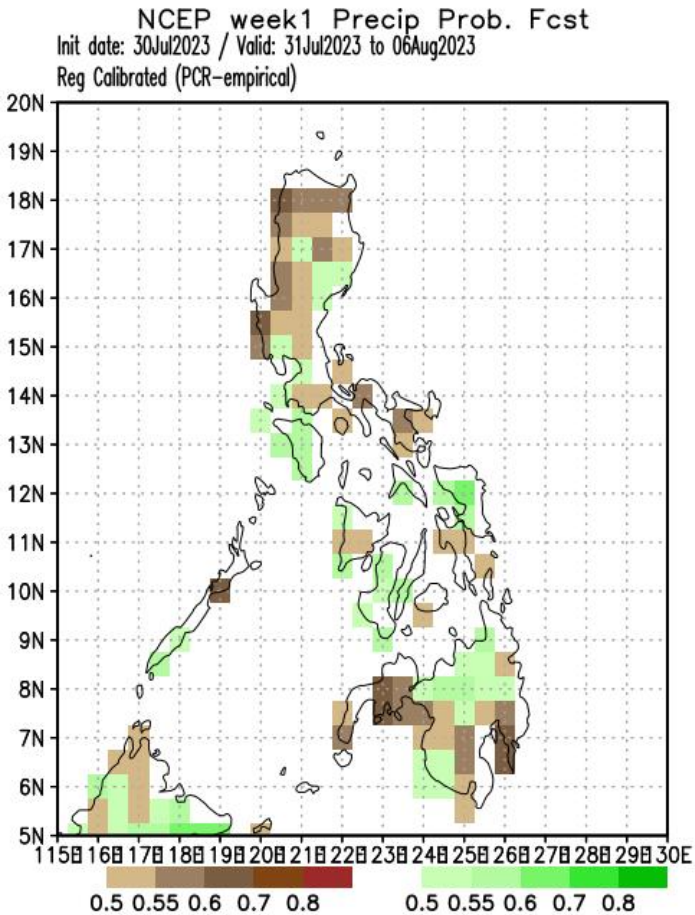 NCEP week1 Precip Prob. Fcst
Init date: 30Jul2023 / Valid: 31Jul2023 to 06Aug2023
Reg Calibrated (PCR-empirical)
20N
19N
18N
17N
16N
15N
14N
13N
12N
11N
10N
9N
8N
7N
6N
5N
115E 116E 117E 118E 119E 120E 121E 122E 123E 124E 125E 126E 127E 128E 129E 130E
0.5 0.55 0.6 0.7 0.8 0.5 0.55 0.6 0.7 0.8